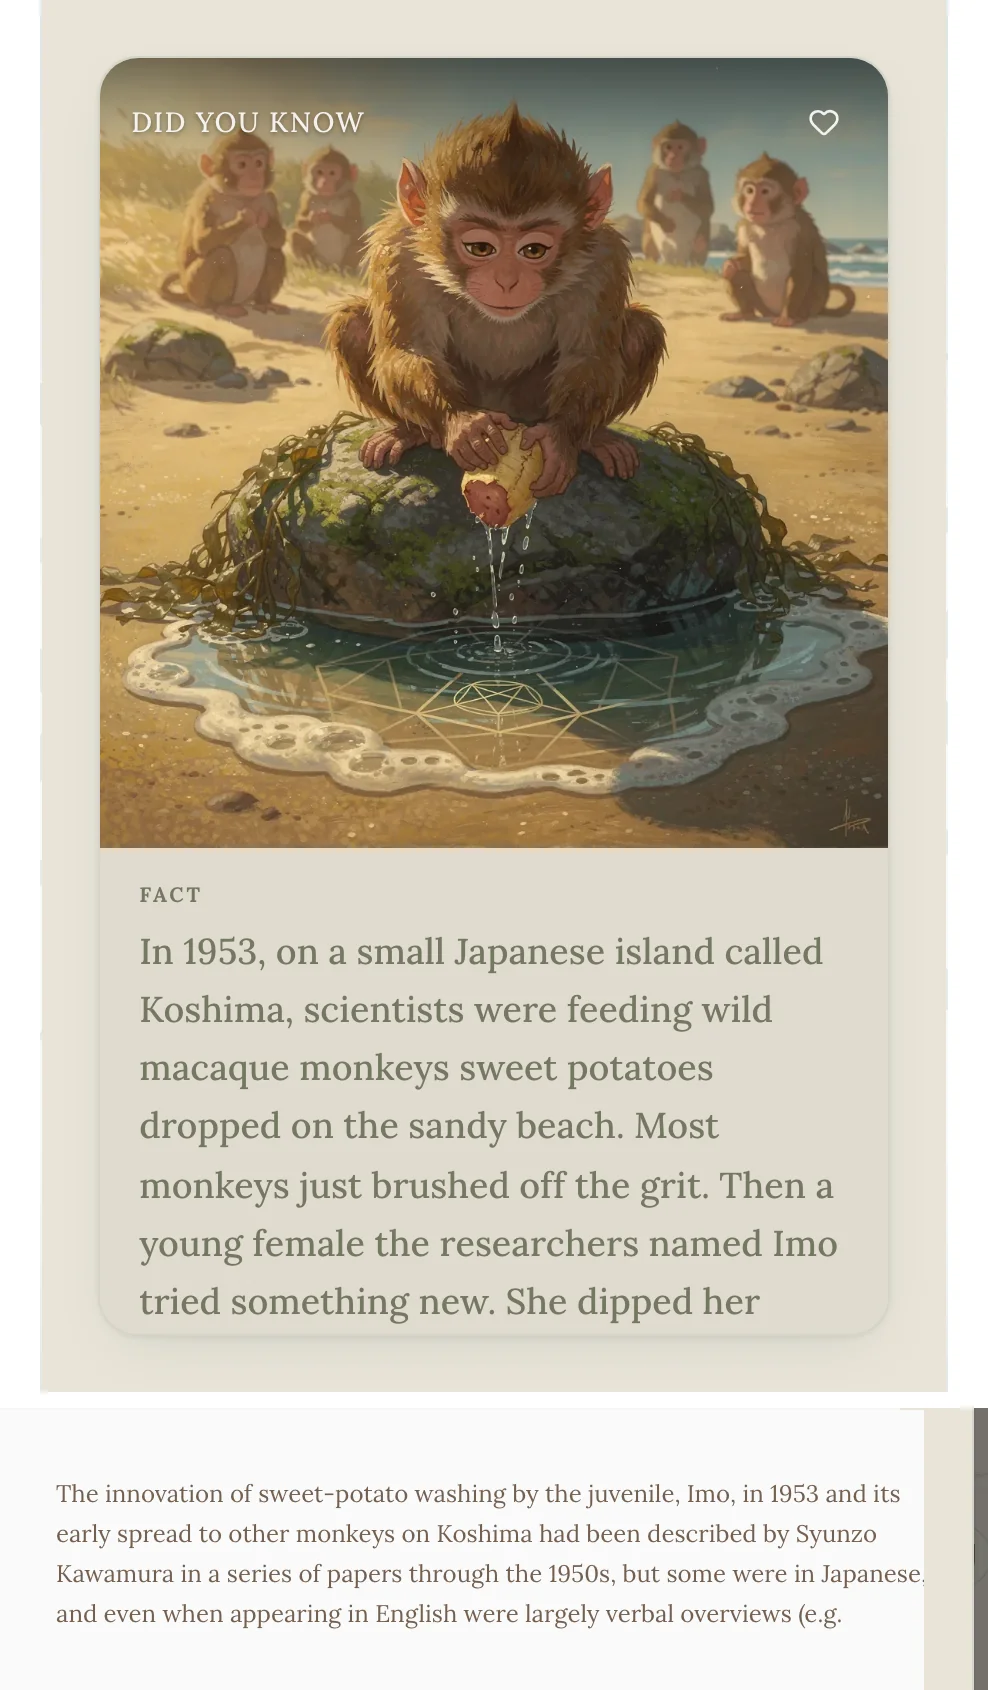 DID YOU KNOW
FACT
In 1953, on a small Japanese island called
Koshima, scientists were feeding wild
macaque monkeys sweet potatoes
dropped on the sandy beach. Most
monkeys just brushed off the grit. Then a
young female the researchers named Imo
tried something new. She dipped her
The innovation of sweet-potato washing by the juvenile, Imo, in 1953 and its
early spread to other monkeys on Koshima had been described by Syunzo
Kawamura in a series of papers through the 1950s, but some were in Japanese,
and even when appearing in English were largely verbal overviews (e.g.